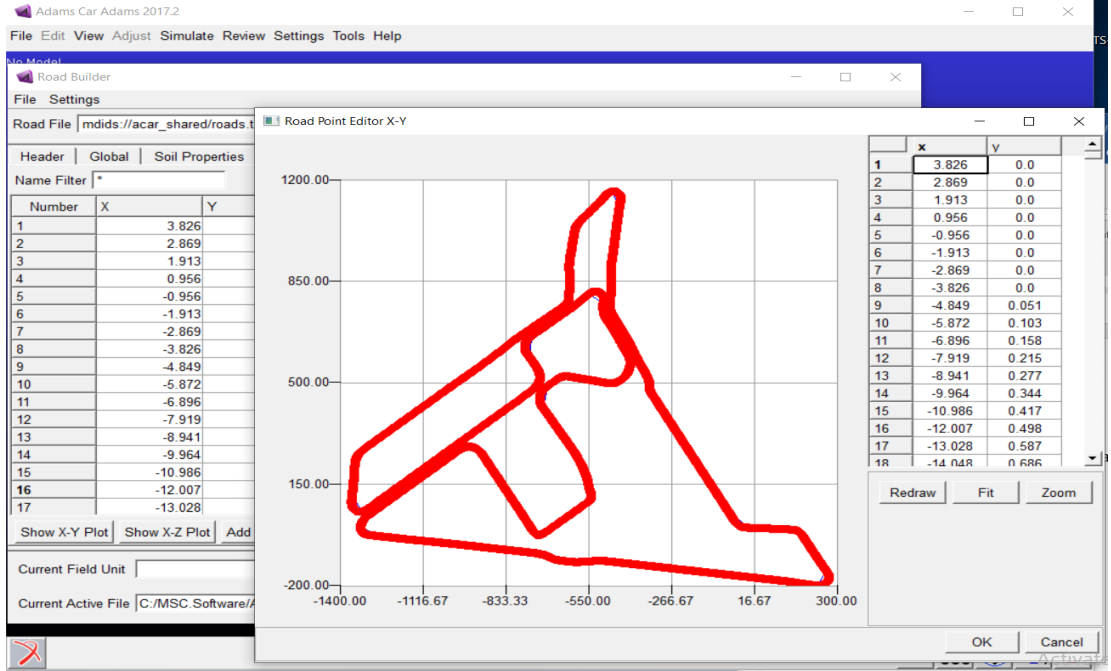 Adams Car Adams 2017.2
File Edit View Adjust Simulate Review Settings Tools Help
No Model
Road Builder
File Settings
Road File mdids://acar_shared/roads.t
Header Global Soil Properties
Name Filter *
Number X Y
1 3.826
2 2.869
3 1.913
4 0.956
5 -0.956
6 -1.913
7 -2.869
8 -3.826
9 -4.849
10 -5.872
11 -6.896
12 -7.919
13 -8.941
14 -9.964
15 -10.986
16 -12.007
17 -13.028
Show X-Y Plot Show X-Z Plot Add
Current Field Unit
Current Active File C:/MSC.Software/A
Road Point Editor X-Y
1200.00
850.00
500.00
150.00
-200.00
-1400.00 -1116.67 -833.33 -550.00 -266.67 16.67 300.00
x y
1 3.826 0.0
2 2.869 0.0
3 1.913 0.0
4 0.956 0.0
5 -0.956 0.0
6 -1.913 0.0
7 -2.869 0.0
8 -3.826 0.0
9 -4.849 0.051
10 -5.872 0.103
11 -6.896 0.158
12 -7.919 0.215
13 -8.941 0.277
14 -9.964 0.344
15 -10.986 0.417
16 -12.007 0.498
17 -13.028 0.587
18 -14.048 0.686
Redraw Fit Zoom
OK Cancel
Activate
TS-